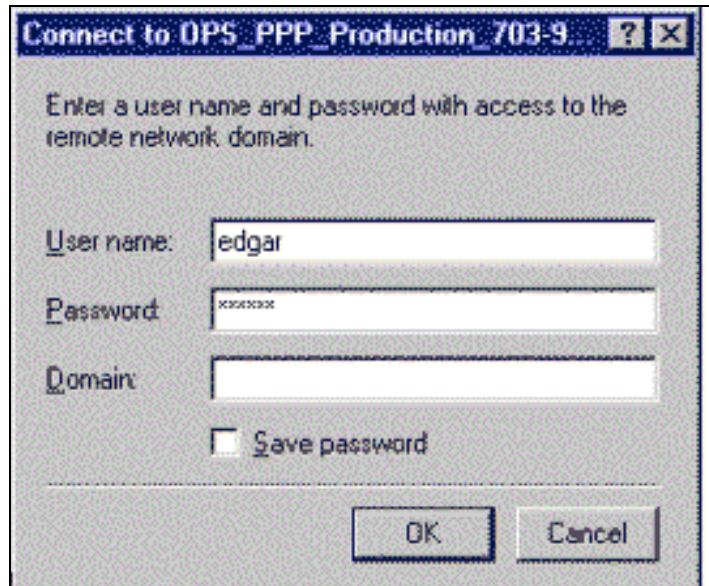 Connect to OPS_PPP_Production_703-9...
Enter a user name and password with access to the
remote network domain.
User name: edgar
Password: xxxxxx
Domain:
Save password
OK Cancel